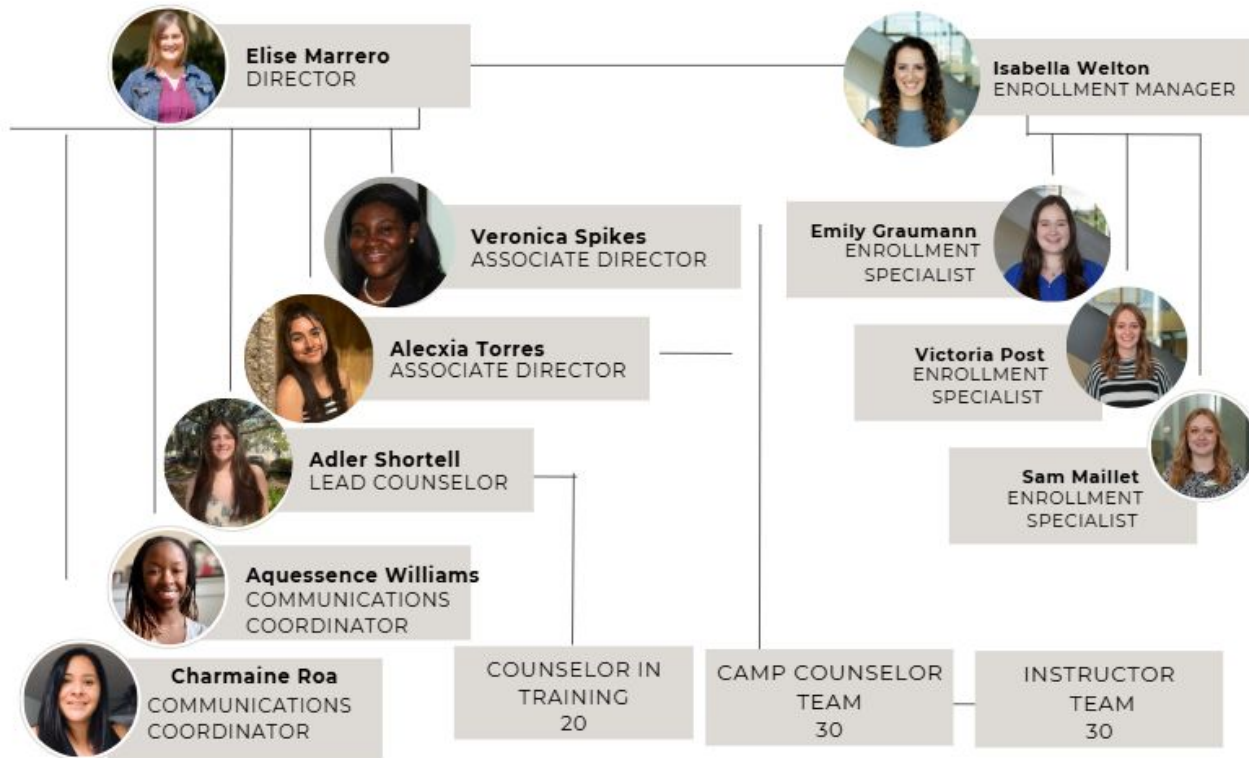 Elise Marrero
DIRECTOR
Isabella Welton
ENROLLMENT MANAGER
Veronica Spikes
ASSOCIATE DIRECTOR
Emily Graumann
ENROLLMENT
SPECIALIST
Alecxia Torres
ASSOCIATE DIRECTOR
Victoria Post
ENROLLMENT
SPECIALIST
Adler Shortell
LEAD COUNSELOR
Sam Maillet
ENROLLMENT
SPECIALIST
Aquessence Williams
COMMUNICATIONS
COORDINATOR
Charmaine Roa
COMMUNICATIONS
COORDINATOR
COUNSELOR IN
TRAINING
20
CAMP COUNSELOR
TEAM
30
INSTRUCTOR
TEAM
30